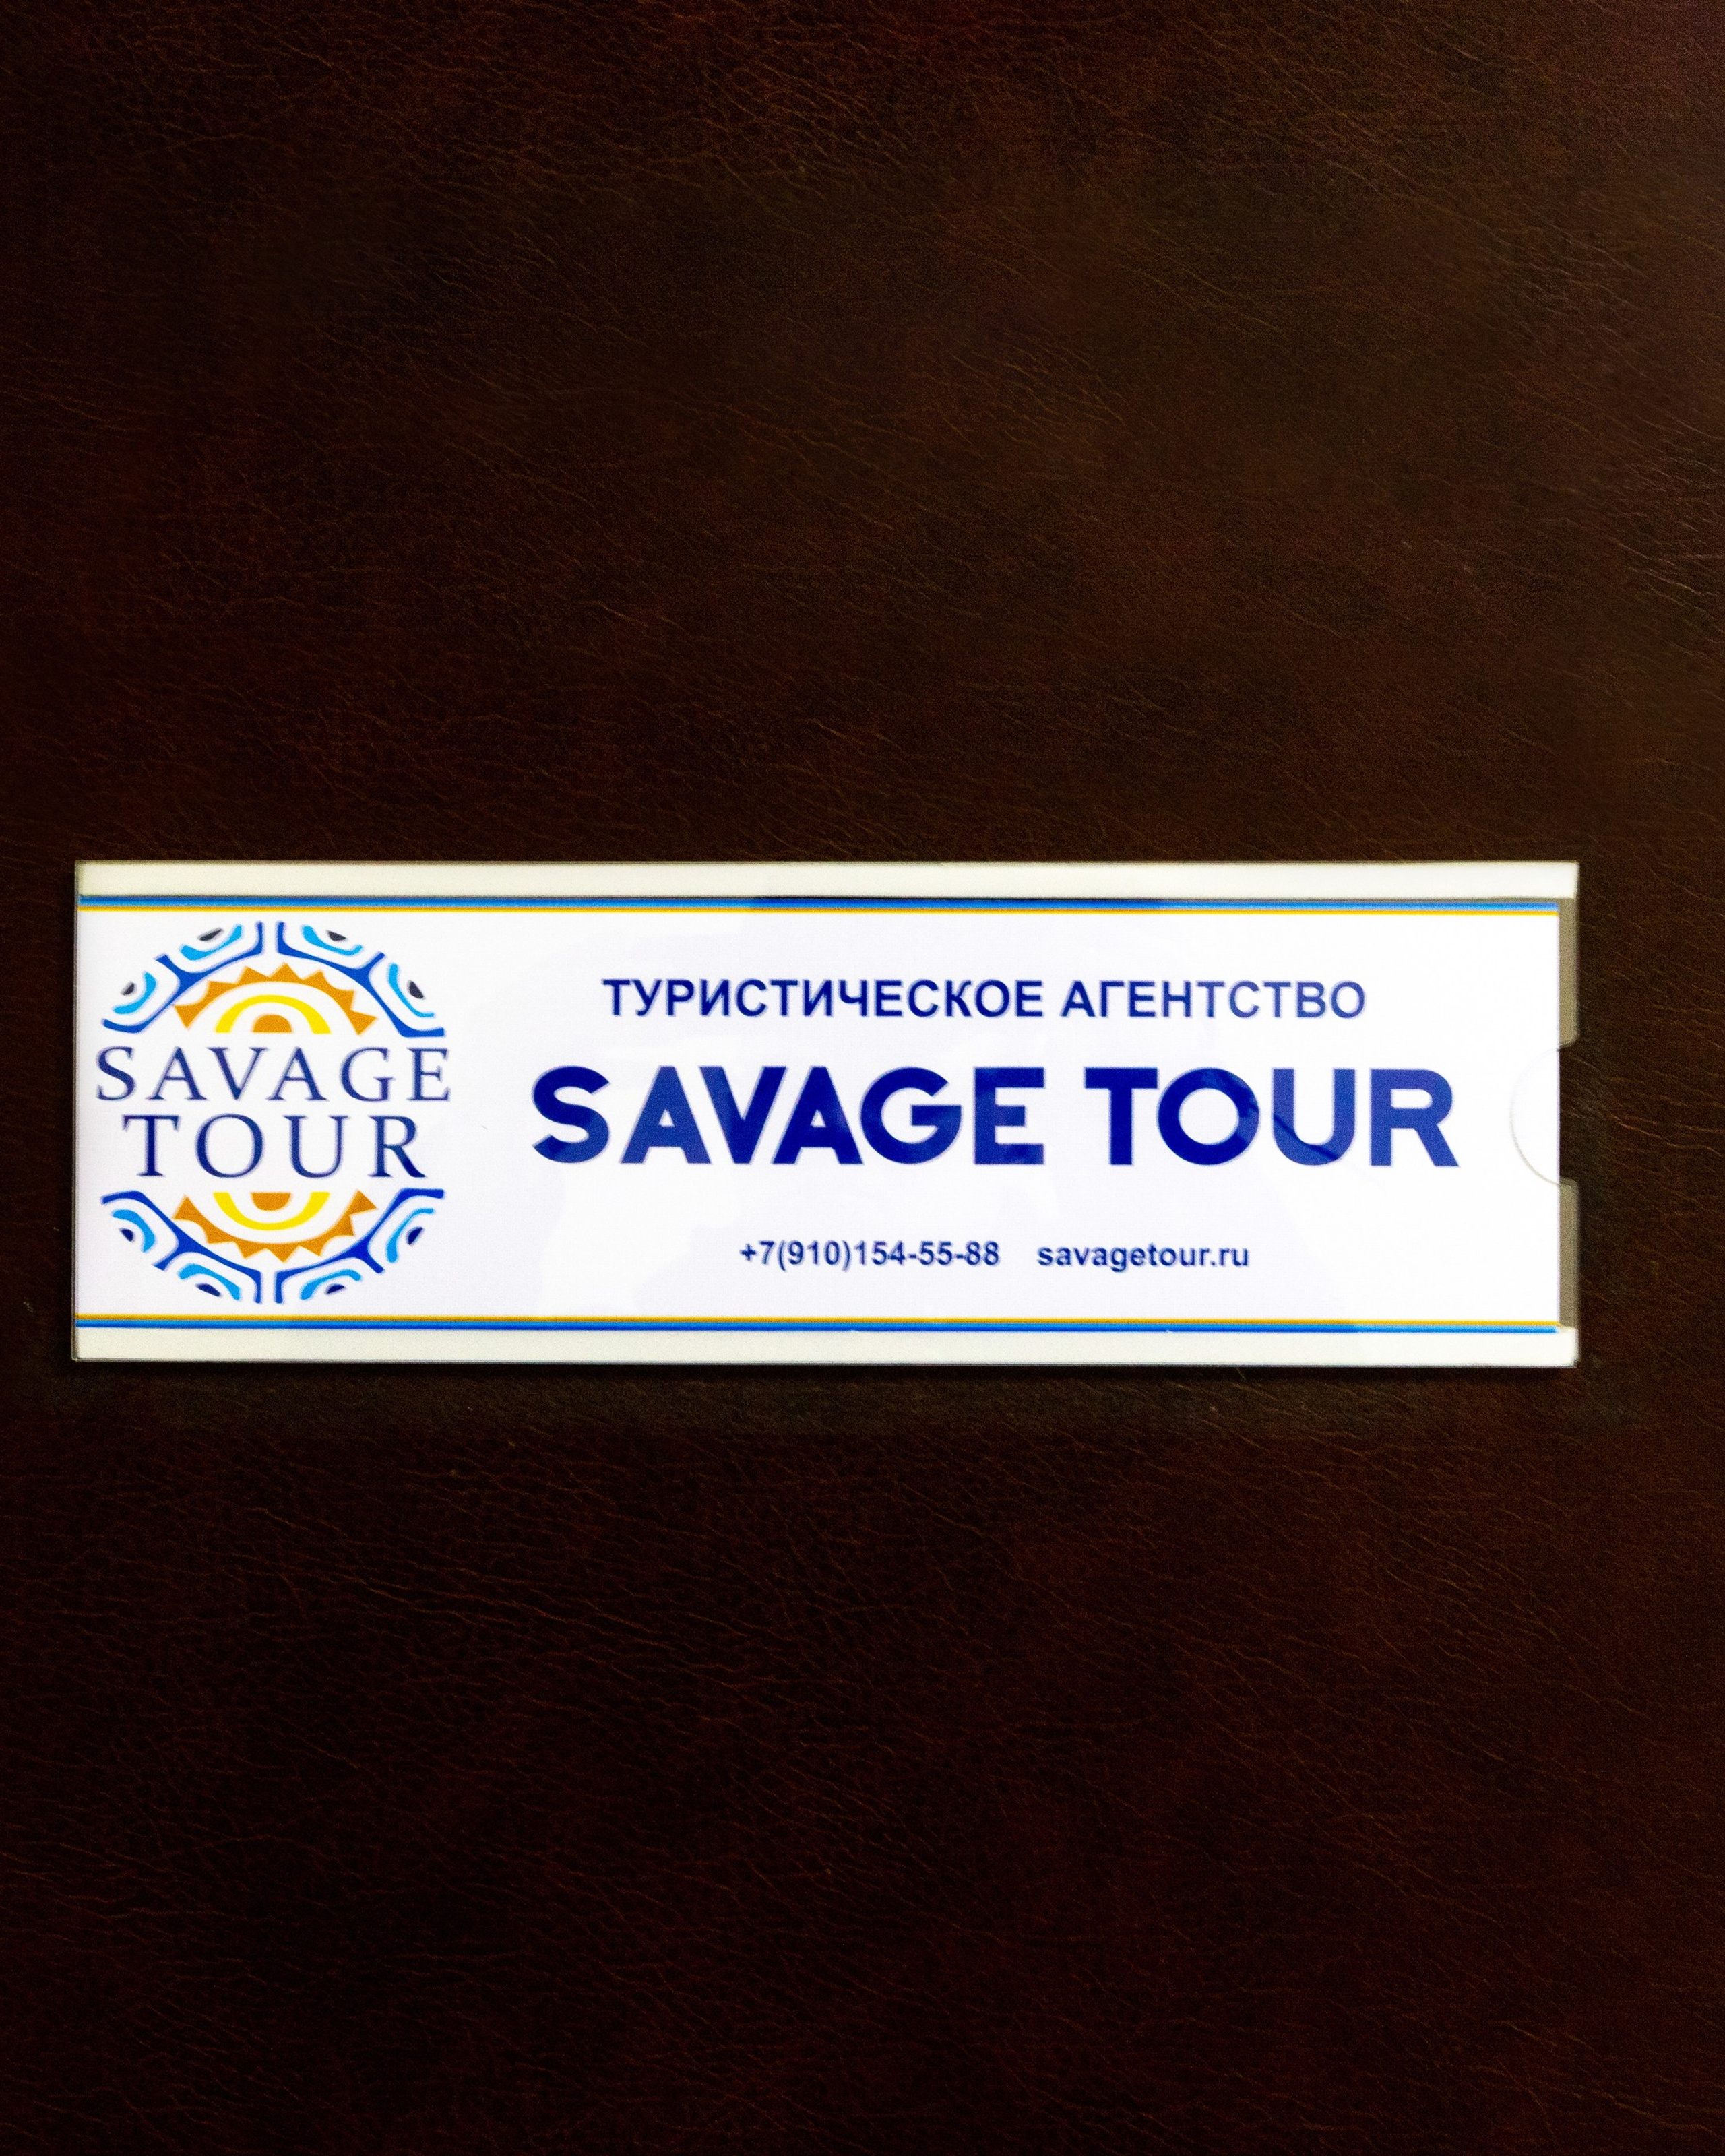 SAVAGE
TOUR
ТУРИСТИЧЕСКОЕ АГЕНТСТВО
SAVAGE TOUR
+7(910)154-55-88 savagetour.ru